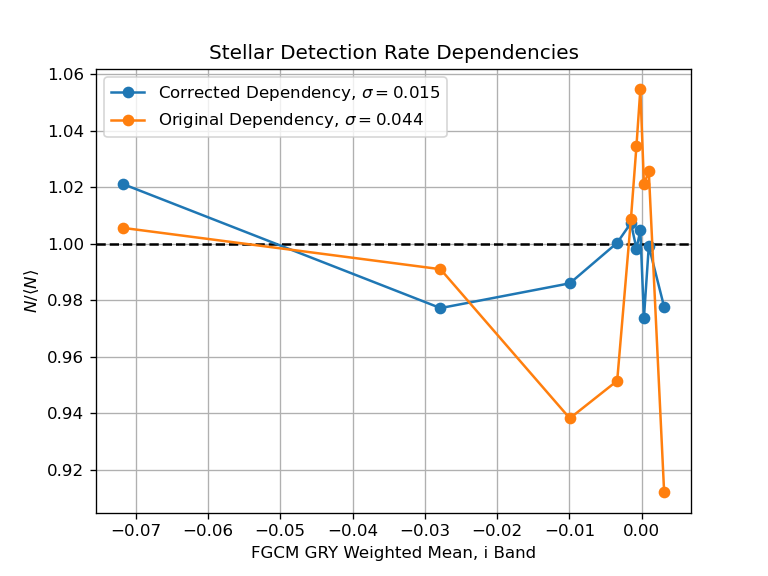 Stellar Detection Rate Dependencies
1.06
1.04
1.02
1.00
0.98
0.96
0.94
0.92
N/⟨N⟩
Corrected Dependency, σ = 0.015
Original Dependency, σ = 0.044
−0.07 −0.06 −0.05 −0.04 −0.03 −0.02 −0.01 0.00
FGCM GRY Weighted Mean, i Band